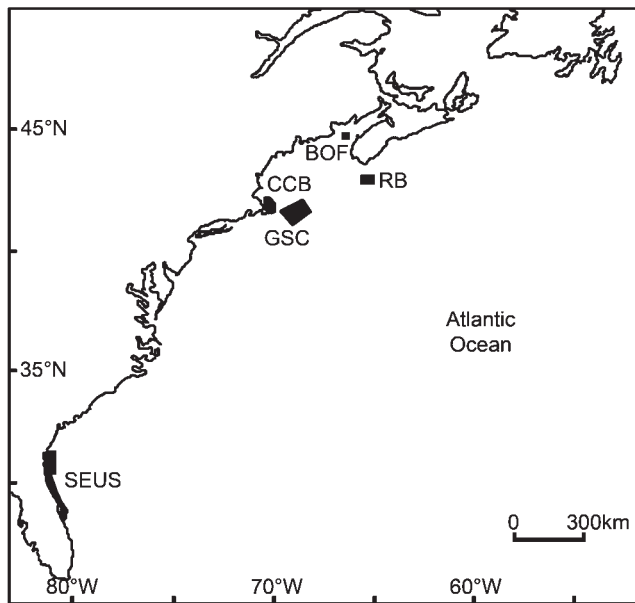 45°N
BOF
CCB
RB
GSC
Atlantic
Ocean
35°N
SEUS
0 300km
80°W 70°W 60°W